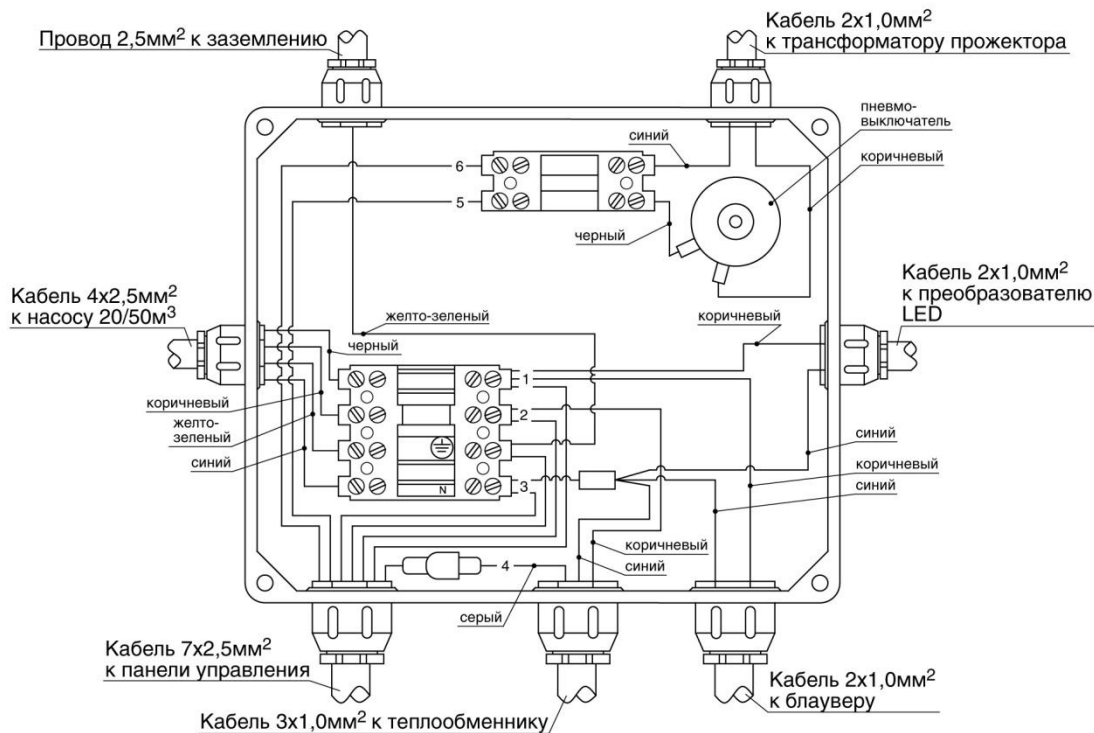 Провод 2,5мм² к заземлению
Кабель 2х1,0мм²
к трансформатору прожектора
пневмо-
выключатель
синий
коричневый
6
5
черный
Кабель 4х2,5мм²
к насосу 20/50м³
Кабель 2х1,0мм²
к преобразователю
LED
желто-зеленый
коричневый
черный
1
коричневый
2
желто-
зеленый
синий
синий
3
коричневый
N
синий
коричневый
4
синий
серый
Кабель 7х2,5мм²
к панели управления
Кабель 2х1,0мм²
к блауверу
Кабель 3х1,0мм² к теплообменнику